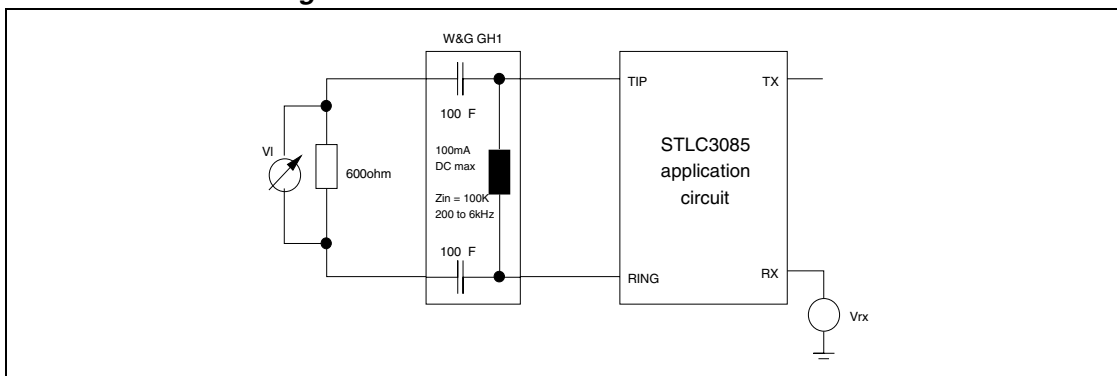 W&G GH1
TIP
TX
100 F
VI
600ohm
100mA
DC max
STLC3085
application
circuit
Zin = 100K
200 to 6kHz
100 F
RING
RX
Vrx